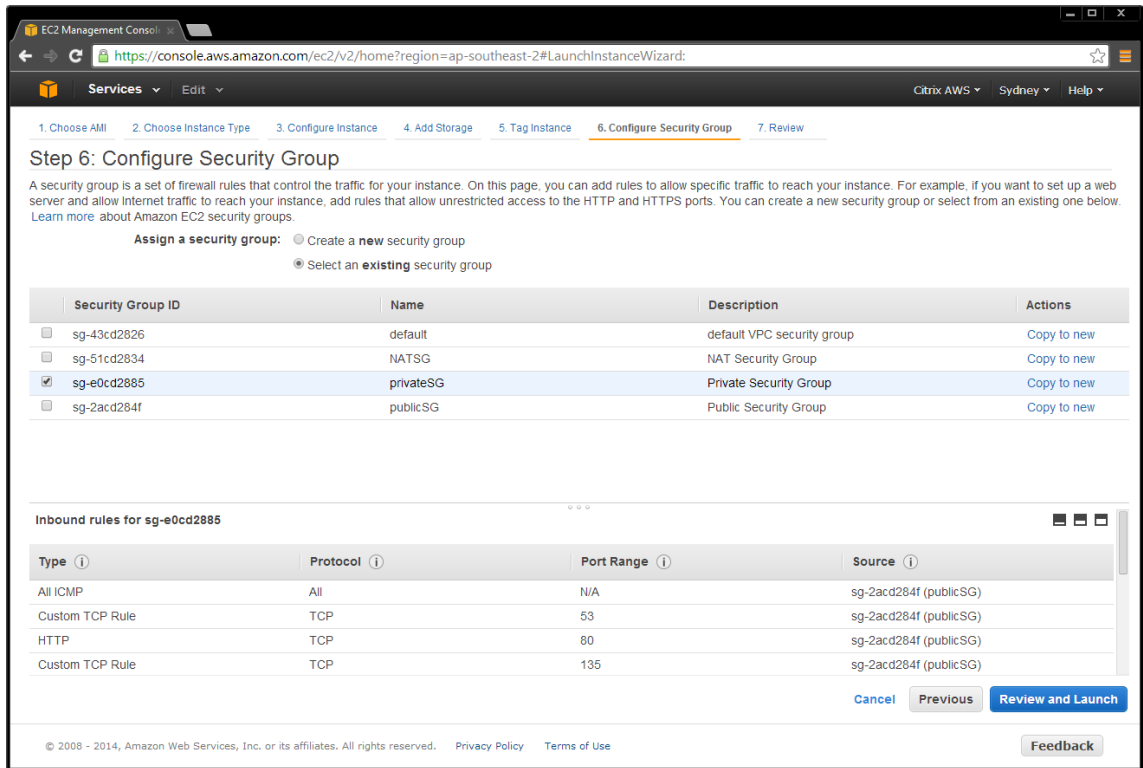 EC2 Management Consol
https://console.aws.amazon.com/ec2/v2/home?region=ap-southeast-2#LaunchInstanceWizard:
Services Edit Citrix AWS Sydney Help
1. Choose AMI 2. Choose Instance Type 3. Configure Instance 4. Add Storage 5. Tag Instance 6. Configure Security Group 7. Review
Step 6: Configure Security Group
A security group is a set of firewall rules that control the traffic for your instance. On this page, you can add rules to allow specific traffic to reach your instance. For example, if you want to set up a web
server and allow Internet traffic to reach your instance, add rules that allow unrestricted access to the HTTP and HTTPS ports. You can create a new security group or select from an existing one below.
Learn more about Amazon EC2 security groups.
Assign a security group: Create a new security group
Select an existing security group
Security Group ID Name Description Actions
sg-43cd2826 default default VPC security group Copy to new
sg-51cd2834 NATSG NAT Security Group Copy to new
sg-e0cd2885 privateSG Private Security Group Copy to new
sg-2acd284f publicSG Public Security Group Copy to new
Inbound rules for sg-e0cd2885
Type Protocol Port Range Source
All ICMP All N/A sg-2acd284f (publicSG)
Custom TCP Rule TCP 53 sg-2acd284f (publicSG)
HTTP TCP 80 sg-2acd284f (publicSG)
Custom TCP Rule TCP 135 sg-2acd284f (publicSG)
Cancel Previous Review and Launch
© 2008 - 2014, Amazon Web Services, Inc. or its affiliates. All rights reserved. Privacy Policy Terms of Use Feedback